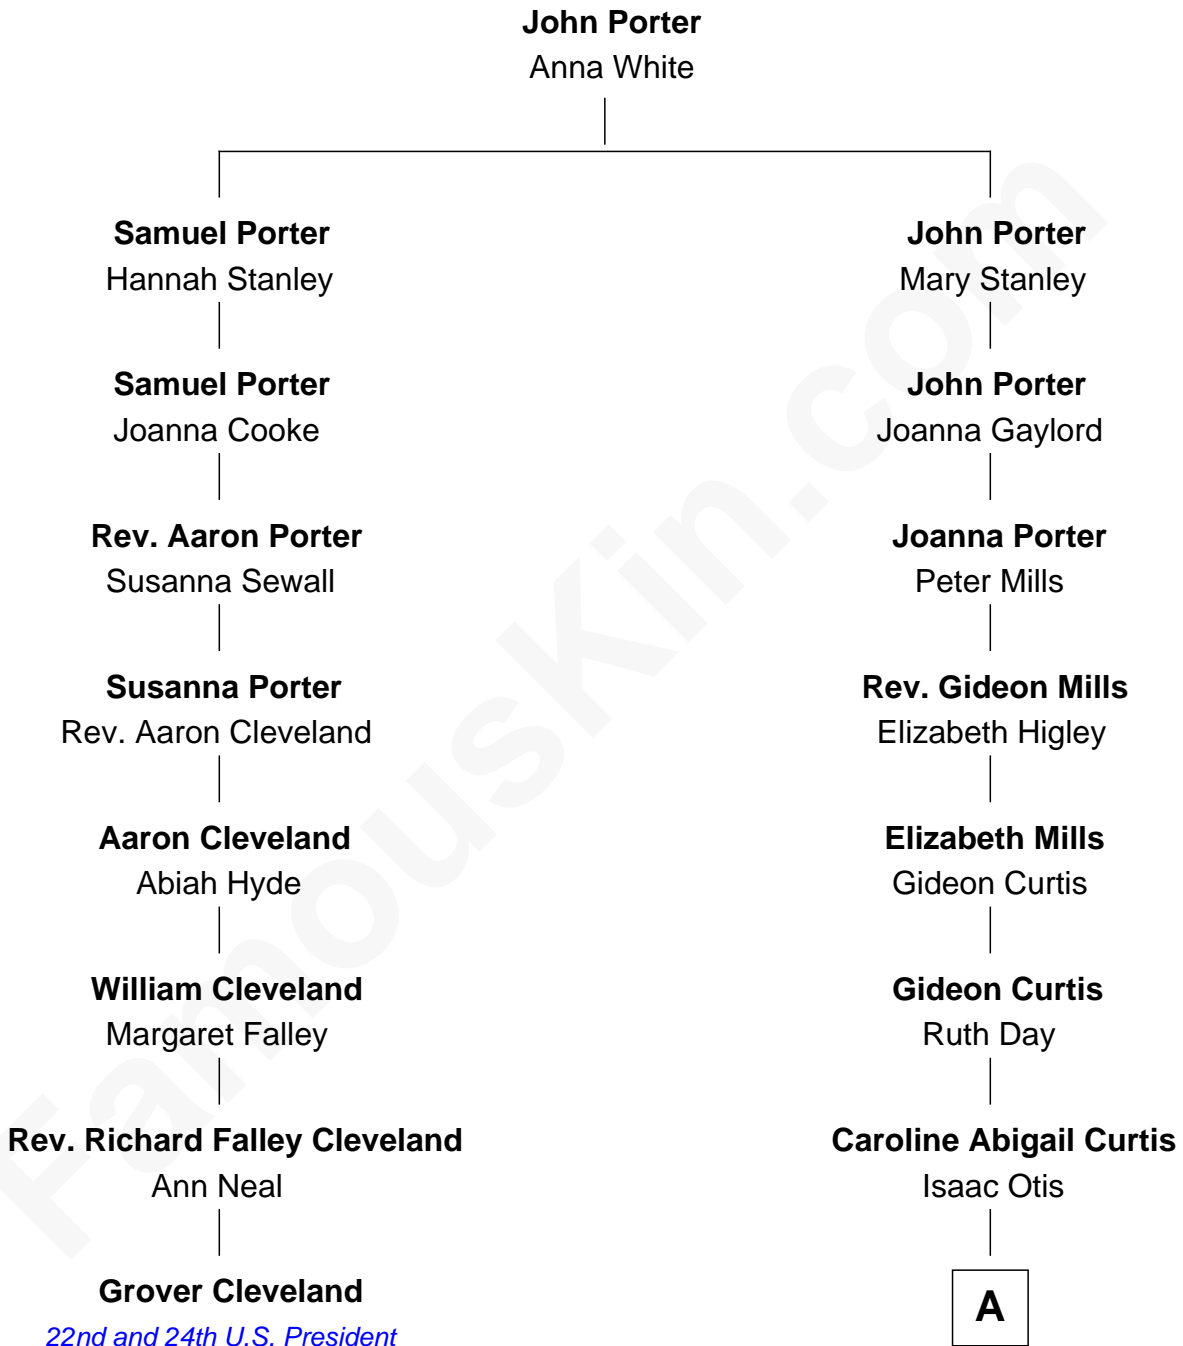 John Porter
Anna White
Samuel Porter
Hannah Stanley
John Porter
Mary Stanley
Samuel Porter
Joanna Cooke
John Porter
Joanna Gaylord
Rev. Aaron Porter
Susanna Sewall
Joanna Porter
Peter Mills
Susanna Porter
Rev. Aaron Cleveland
Rev. Gideon Mills
Elizabeth Higley
Aaron Cleveland
Abiah Hyde
Elizabeth Mills
Gideon Curtis
William Cleveland
Margaret Falley
Gideon Curtis
Ruth Day
Rev. Richard Falley Cleveland
Ann Neal
Caroline Abigail Curtis
Isaac Otis
Grover Cleveland
22nd and 24th U.S. President
A
FamousKin.com